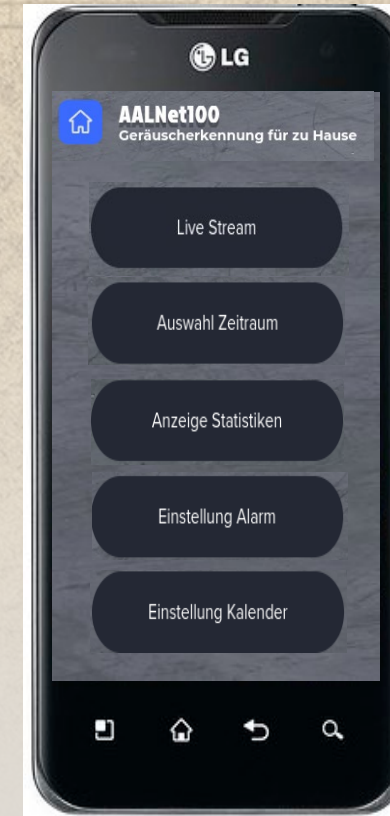 LG
AALNet100
Geräuscherkennung für zu Hause
Live Stream
Auswahl Zeitraum
Anzeige Statistiken
Einstellung Alarm
Einstellung Kalender